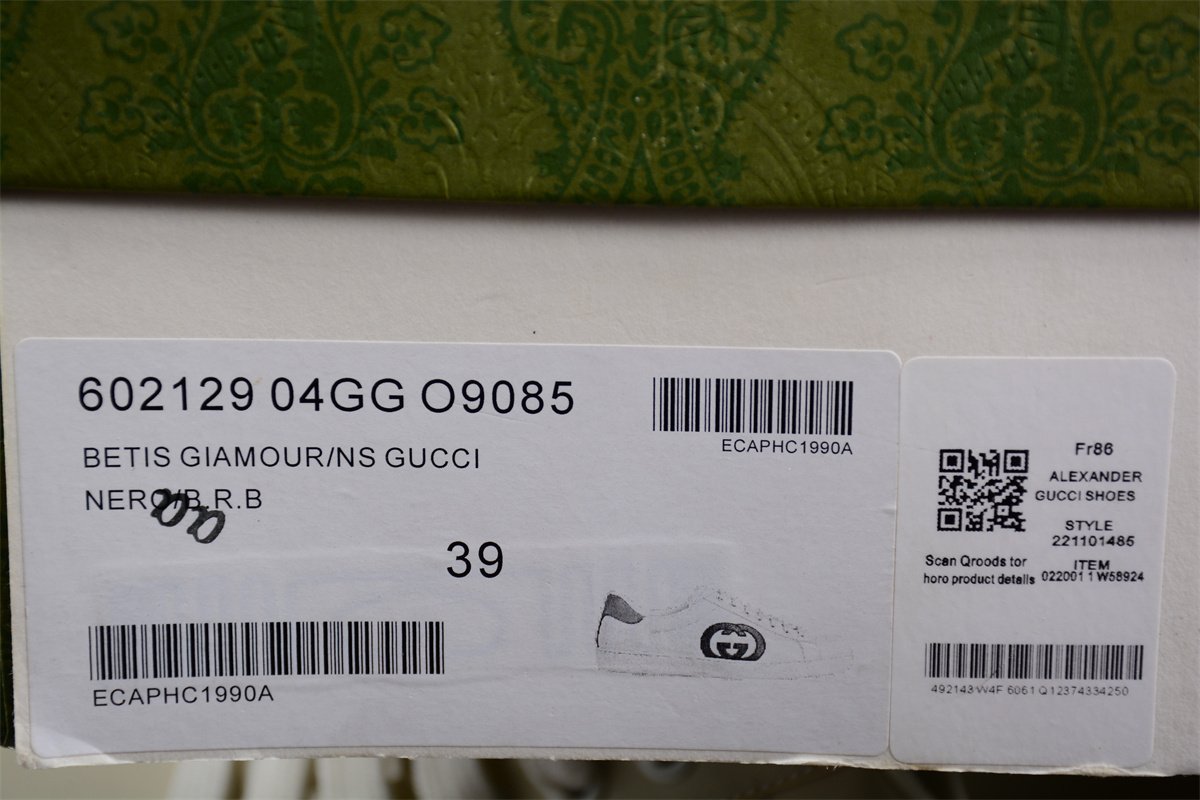 602129 04GG O9085
ECAPHC1990A
BETIS GIAMOUR/NS GUCCI
NERO/B.R.B
39
ECAPHC1990A
Fr86
ALEXANDER
GUCCI SHOES
STYLE
221101485
Scan Qroods tor
horo product details
ITEM
022001 1 W58924
492143 W4F 6061 Q12374334250